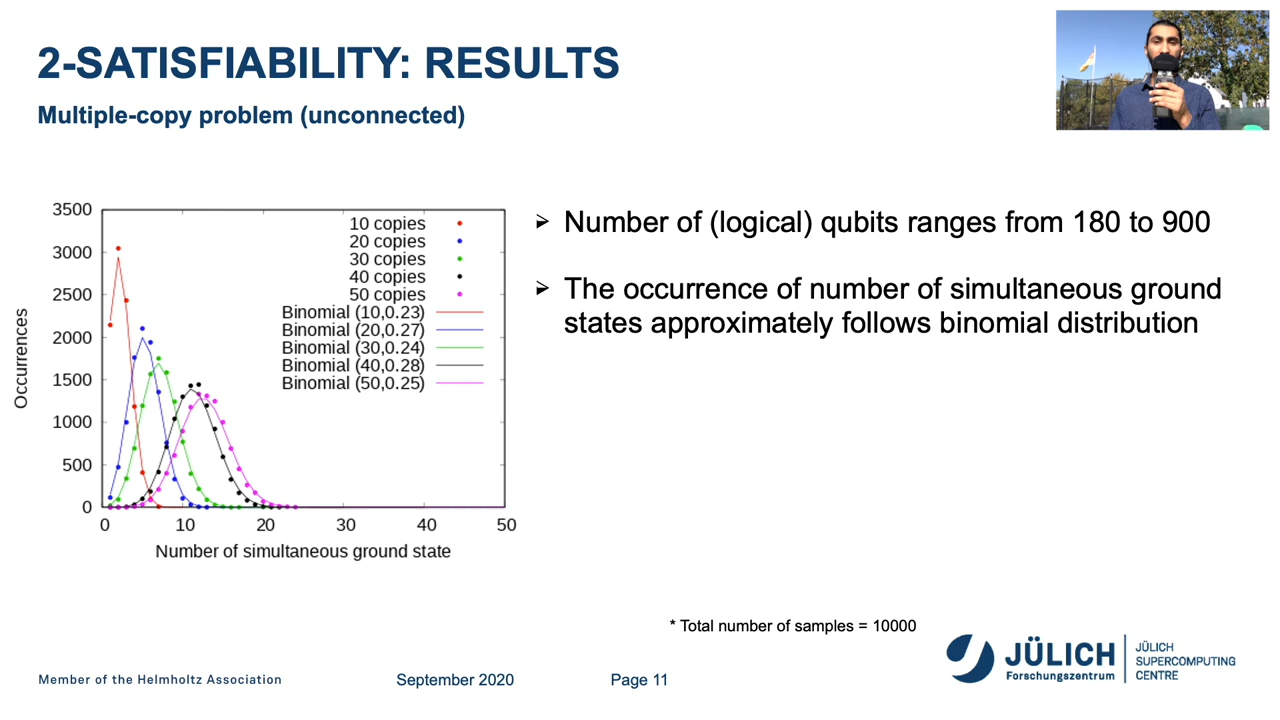 2-SATISFIABILITY: RESULTS
Multiple-copy problem (unconnected)
3500
3000
2500
2000
1500
1000
500
0
Occurrences
10 copies
20 copies
30 copies
40 copies
50 copies
Binomial (10,0.23)
Binomial (20,0.27)
Binomial (30,0.24)
Binomial (40,0.28)
Binomial (50,0.25)
0 10 20 30 40 50
Number of simultaneous ground state
Number of (logical) qubits ranges from 180 to 900
The occurrence of number of simultaneous ground
states approximately follows binomial distribution
* Total number of samples = 10000
Member of the Helmholtz Association
September 2020
Page 11
JÜLICH
Forschungszentrum
JÜLICH
SUPERCOMPUTING
CENTRE